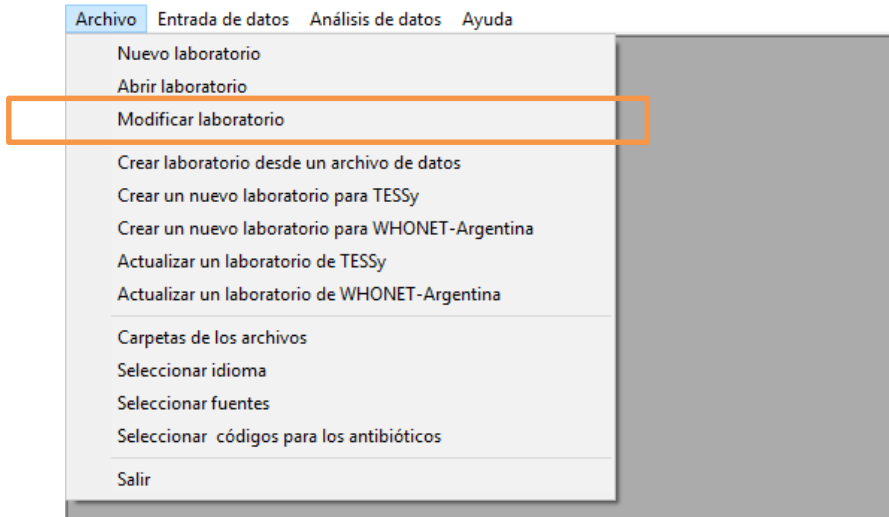 Archivo Entrada de datos Análisis de datos Ayuda
Nuevo laboratorio
Abrir laboratorio
Modificar laboratorio
Crear laboratorio desde un archivo de datos
Crear un nuevo laboratorio para TESSy
Crear un nuevo laboratorio para WHONET-Argentina
Actualizar un laboratorio de TESSy
Actualizar un laboratorio de WHONET-Argentina
Carpetas de los archivos
Seleccionar idioma
Seleccionar fuentes
Seleccionar códigos para los antibióticos
Salir